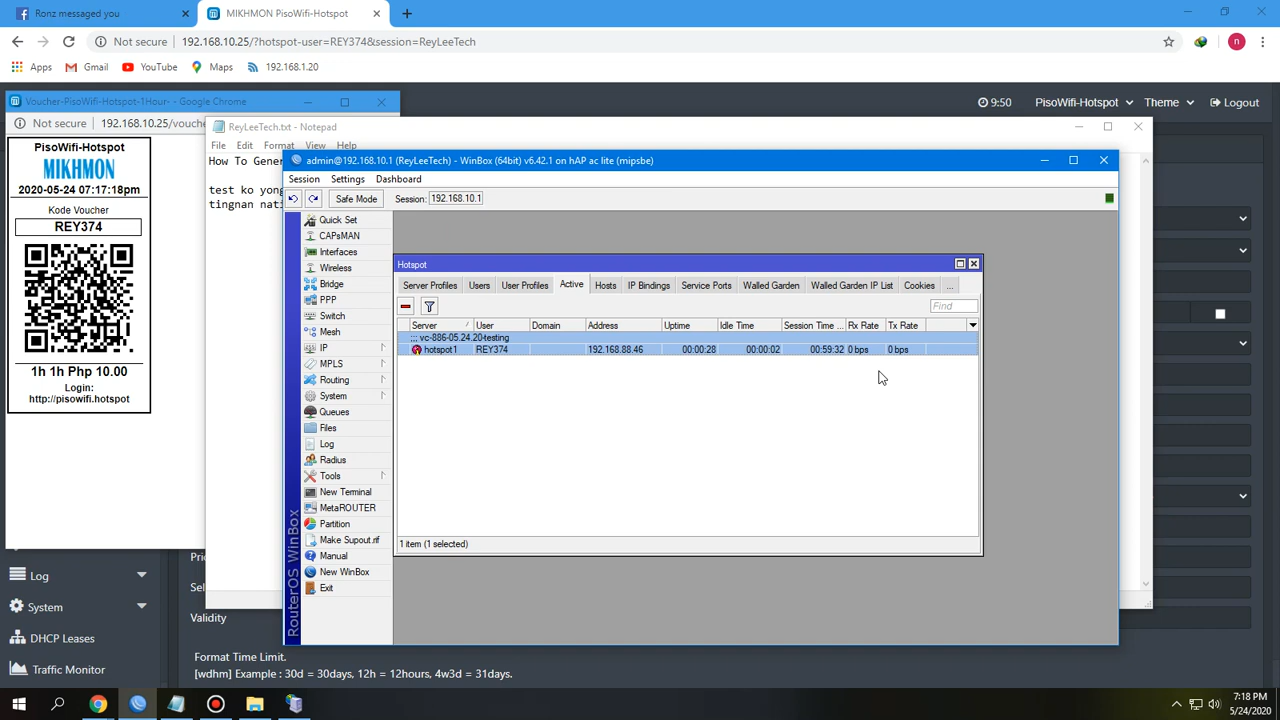 Ronz messaged you
MIKHMON PisoWifi-Hotspot
Not secure 192.168.10.25/?hotspot-user=REY374&session=ReyLeeTech
n
Apps Gmail YouTube Maps 192.168.1.20
9:50 PisoWifi-Hotspot Theme Logout
Voucher-PisoWifi-Hotspot-1Hour- - Google Chrome
Not secure 192.168.10.25/vouche
PisoWifi-Hotspot
MIKHMON
2020-05-24 07:17:18pm
Kode Voucher
REY374
1h 1h Php 10.00
Login:
http://pisowifi.hotspot
ReyLeeTech.txt - Notepad
File Edit Format View Help
How To Gener
test ko yong
tingnan nati
admin@192.168.10.1 (ReyLeeTech) - WinBox (64bit) v6.42.1 on hAP ac lite (mipsbe)
Session Settings Dashboard
Safe Mode Session: 192.168.10.1
Quick Set
CAPsMAN
Interfaces
Wireless
Bridge
PPP
Switch
Mesh
IP
MPLS
Routing
System
Queues
Files
Log
Radius
Tools
New Terminal
MetaROUTER
Partition
Make Supout.rif
Manual
New WinBox
Exit
RouterOS WinBox
Hotspot
Server Profiles Users User Profiles Active Hosts IP Bindings Service Ports Walled Garden Walled Garden IP List Cookies ...
Find
Server User Domain Address Uptime Idle Time Session Time ... Rx Rate Tx Rate
;;; vc-886-05.24.20-testing
hotspot1 REY374 192.168.88.46 00:00:28 00:00:02 00:59:32 0 bps 0 bps
1 item (1 selected)
Log
System
DHCP Leases
Traffic Monitor
Sel
Validity
Format Time Limit.
[wdhm] Example : 30d = 30days, 12h = 12hours, 4w3d = 31days.
7:18 PM
5/24/2020